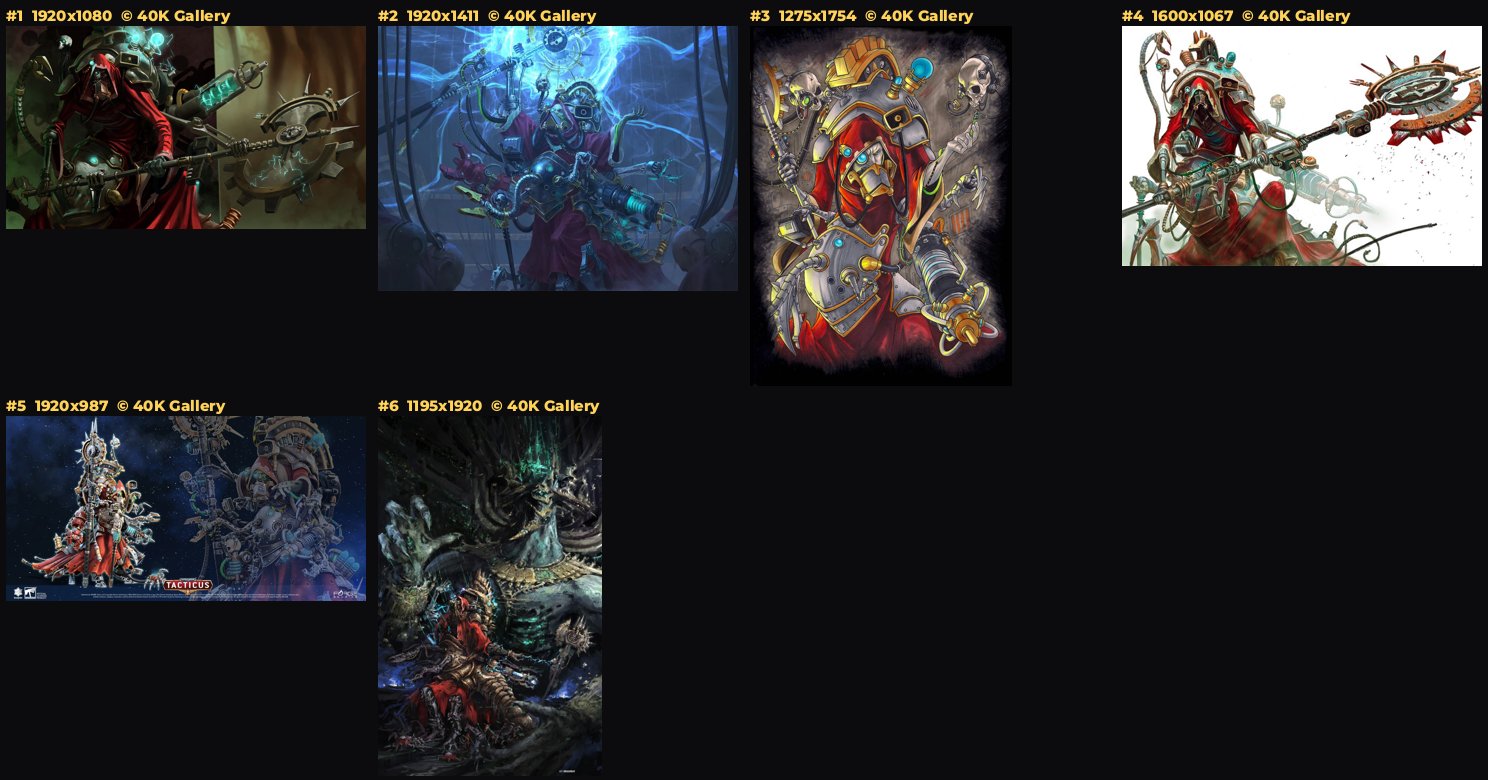 #1 1920x1080 © 40K Gallery
#2 1920x1411 © 40K Gallery
#3 1275x1754 © 40K Gallery
#4 1600x1067 © 40K Gallery
#5 1920x987 © 40K Gallery
#6 1195x1920 © 40K Gallery
TACTICUS